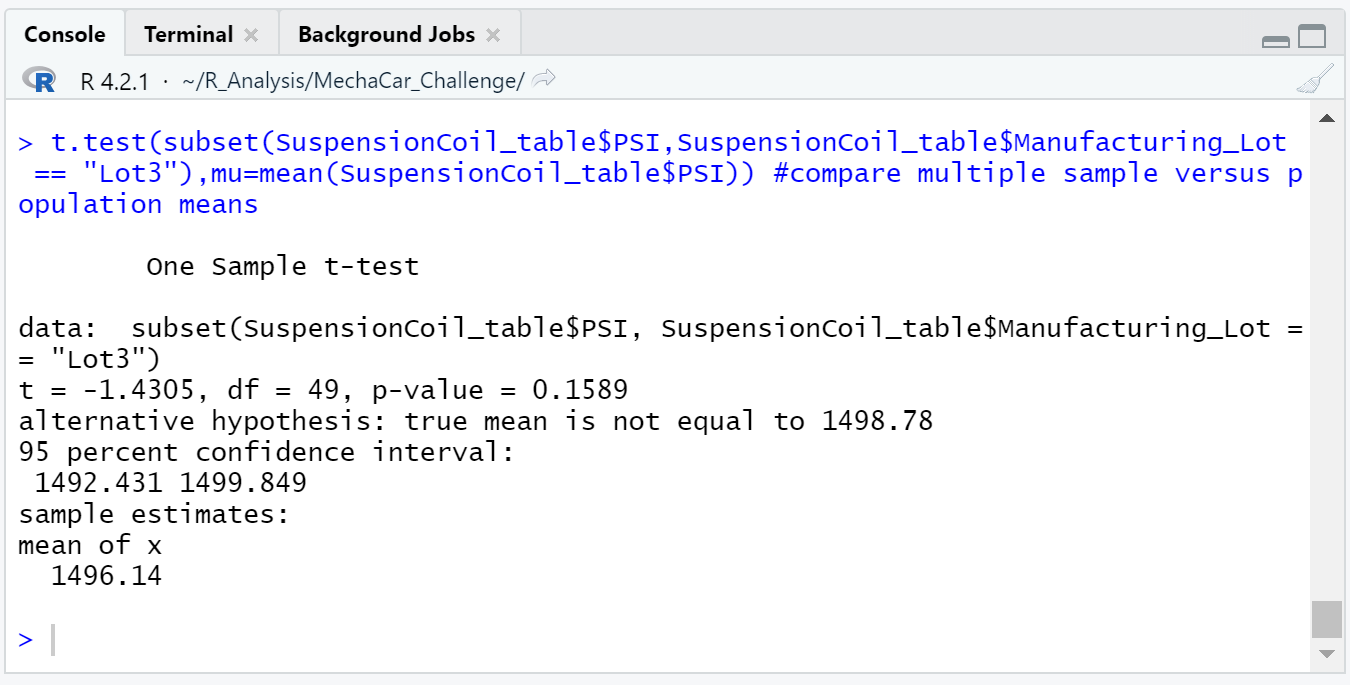 Console Terminal Background Jobs
R R 4.2.1 · ~/R_Analysis/MechaCar_Challenge/
> t.test(subset(SuspensionCoil_table$PSI,SuspensionCoil_table$Manufacturing_Lot
 == "Lot3"),mu=mean(SuspensionCoil_table$PSI)) #compare multiple sample versus p
opulation means
One Sample t-test
data:  subset(SuspensionCoil_table$PSI, SuspensionCoil_table$Manufacturing_Lot =
= "Lot3")
t = -1.4305, df = 49, p-value = 0.1589
alternative hypothesis: true mean is not equal to 1498.78
95 percent confidence interval:
 1492.431 1499.849
sample estimates:
mean of x
  1496.14
>